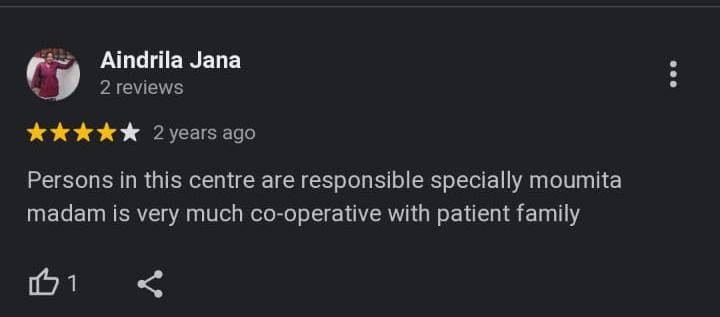 Aindrila Jana
2 reviews
2 years ago
Persons in this centre are responsible specially moumita
madam is very much co-operative with patient family
1